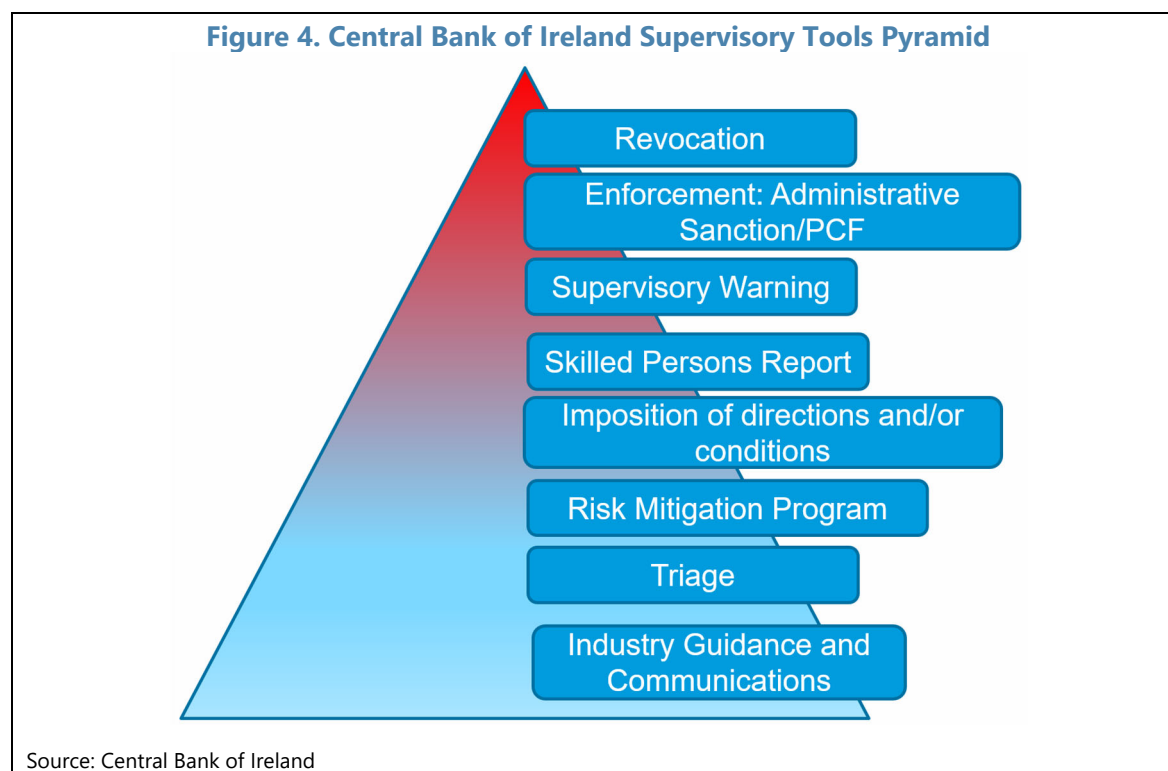 Figure 4. Central Bank of Ireland Supervisory Tools Pyramid
Revocation
Enforcement: Administrative
Sanction/PCF
Supervisory Warning
Skilled Persons Report
Imposition of directions and/or
conditions
Risk Mitigation Program
Triage
Industry Guidance and
Communications
Source: Central Bank of Ireland